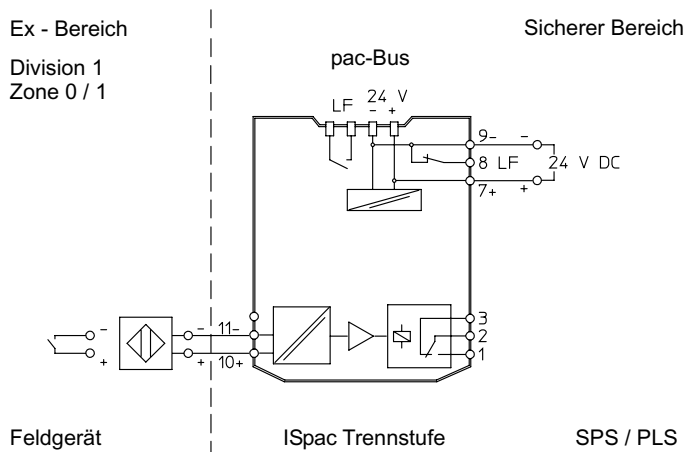 Ex - Bereich
Sicherer Bereich
Division 1
Zone 0 / 1
pac-Bus
LF 24 V
- +
9- -
8 LF 24 V DC
7+ +
3
- - 11- 2
+ + 10+ 1
Feldgerät
ISpac Trennstufe
SPS / PLS